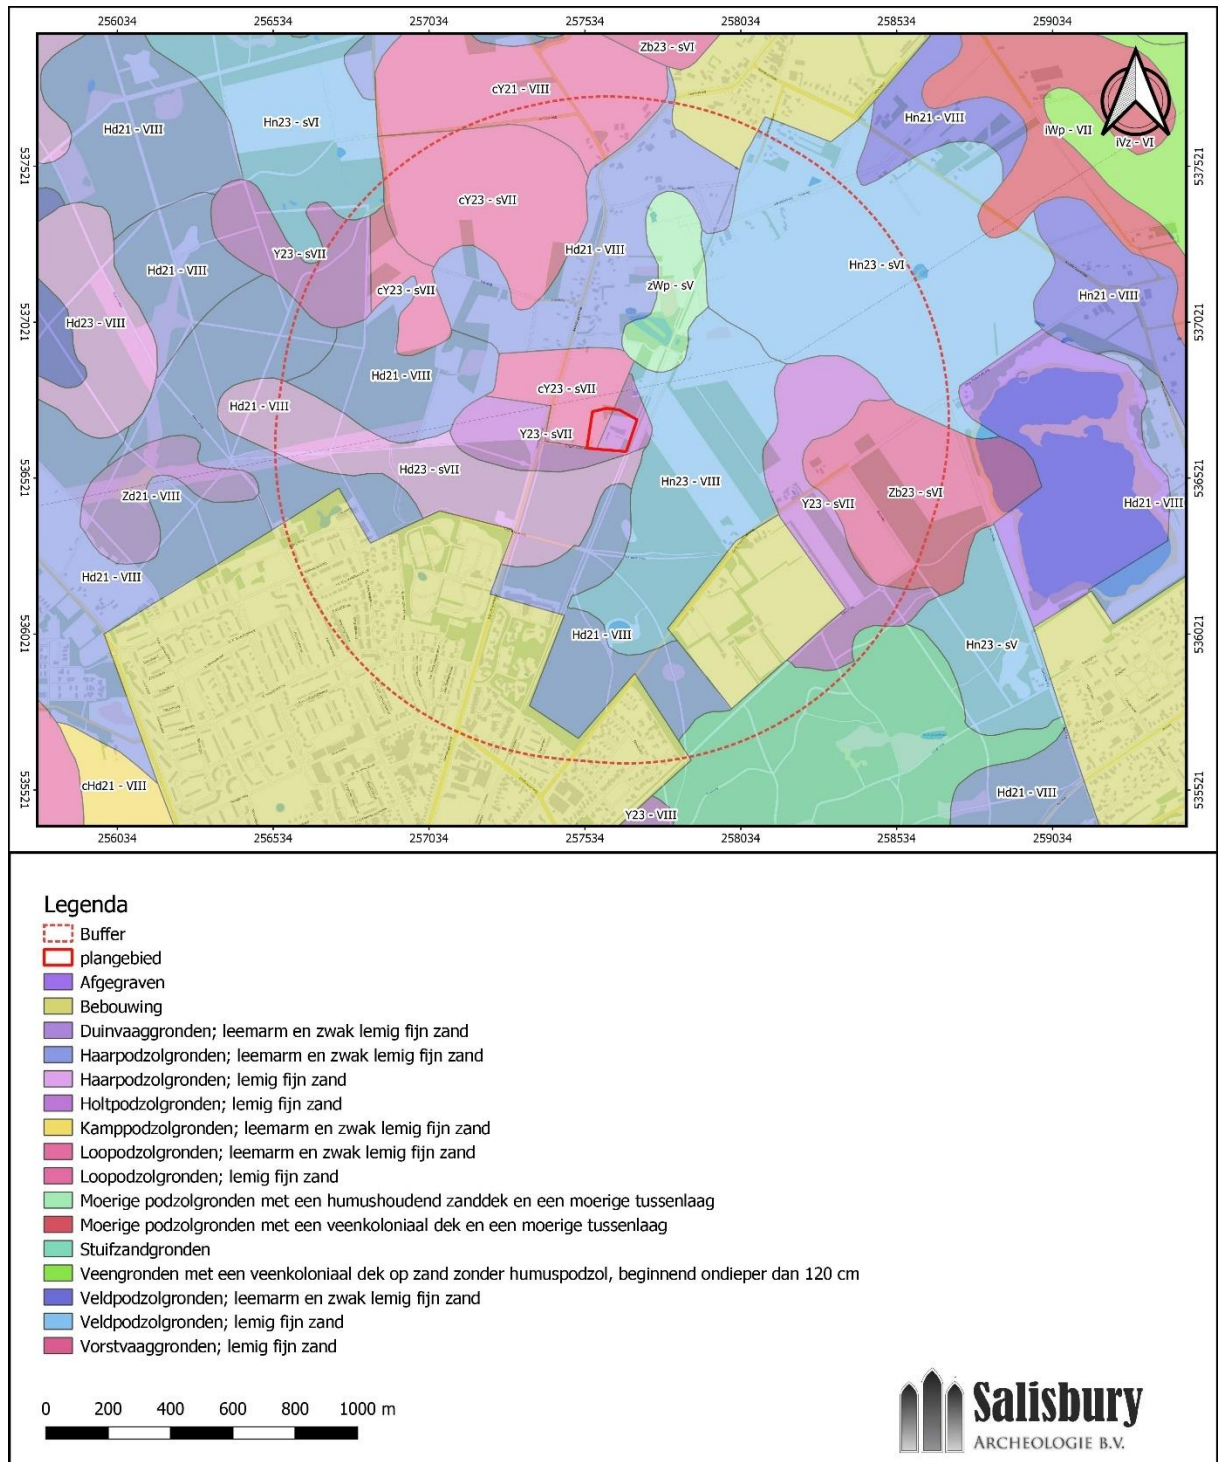 256034 256534 257034 257534 258034 258534 259034
Zb23 - sVI
cY21 - VIII
Hn23 - sVI
Hn21 - VIII
Hd21 - VIII
iWp - VII
iVz - VI
537521 537521
cY23 - sVII
Hd21 - VIII
Y23 - sVII
Hn23 - sVI
Hd21 - VIII
zWp - sV
cY23 - sVII
Hn21 - VIII
Hd23 - VIII
537021 537021
Hd21 - VIII
cY23 - sVII
Hd21 - VIII
Y23 - sVII
Hd23 - sVII
Hn23 - VIII
Zb23 - sVI
536521 536521
Zd21 - VIII
Y23 - sVII
Hd21 - VIII
Hd21 - VIII
Hd21 - VIII
536021 536021
Hn23 - sV
cHd21 - VIII
535521 535521
Hd21 - VIII
Y23 - VIII
256034 256534 257034 257534 258034 258534 259034
Legenda
Buffer
plangebied
Afgegraven
Bebouwing
Duinvaaggronden; leemarm en zwak lemig fijn zand
Haarpodzolgronden; leemarm en zwak lemig fijn zand
Haarpodzolgronden; lemig fijn zand
Holtpodzolgronden; lemig fijn zand
Kamppodzolgronden; leemarm en zwak lemig fijn zand
Loopodzolgronden; leemarm en zwak lemig fijn zand
Loopodzolgronden; lemig fijn zand
Moerige podzolgronden met een humushoudend zanddek en een moerige tussenlaag
Moerige podzolgronden met een veenkoloniaal dek en een moerige tussenlaag
Stuifzandgronden
Veengronden met een veenkoloniaal dek op zand zonder humuspodzol, beginnend ondieper dan 120 cm
Veldpodzolgronden; leemarm en zwak lemig fijn zand
Veldpodzolgronden; lemig fijn zand
Vorstvaaggronden; lemig fijn zand
0 200 400 600 800 1000 m
Salisbury
ARCHEOLOGIE B.V.